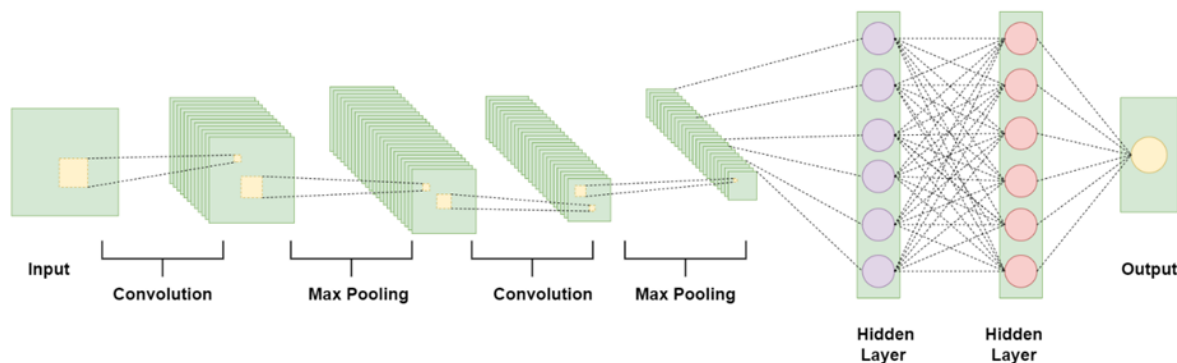 Input
Convolution
Max Pooling
Convolution
Max Pooling
Hidden
Layer
Hidden
Layer
Output